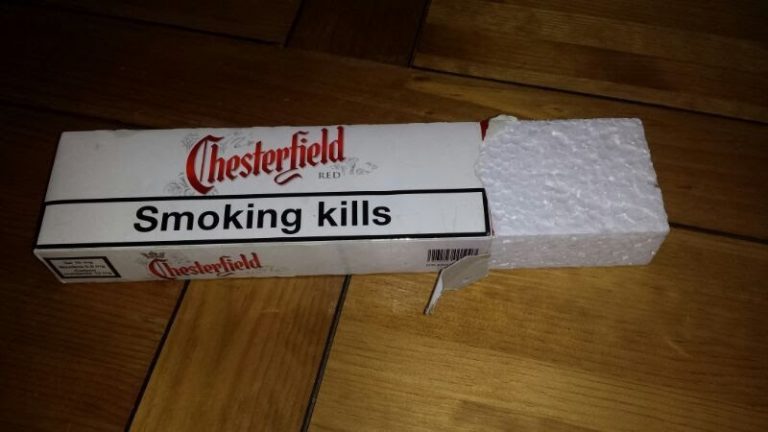 Chesterfield
RED
Smoking kills
Chesterfield